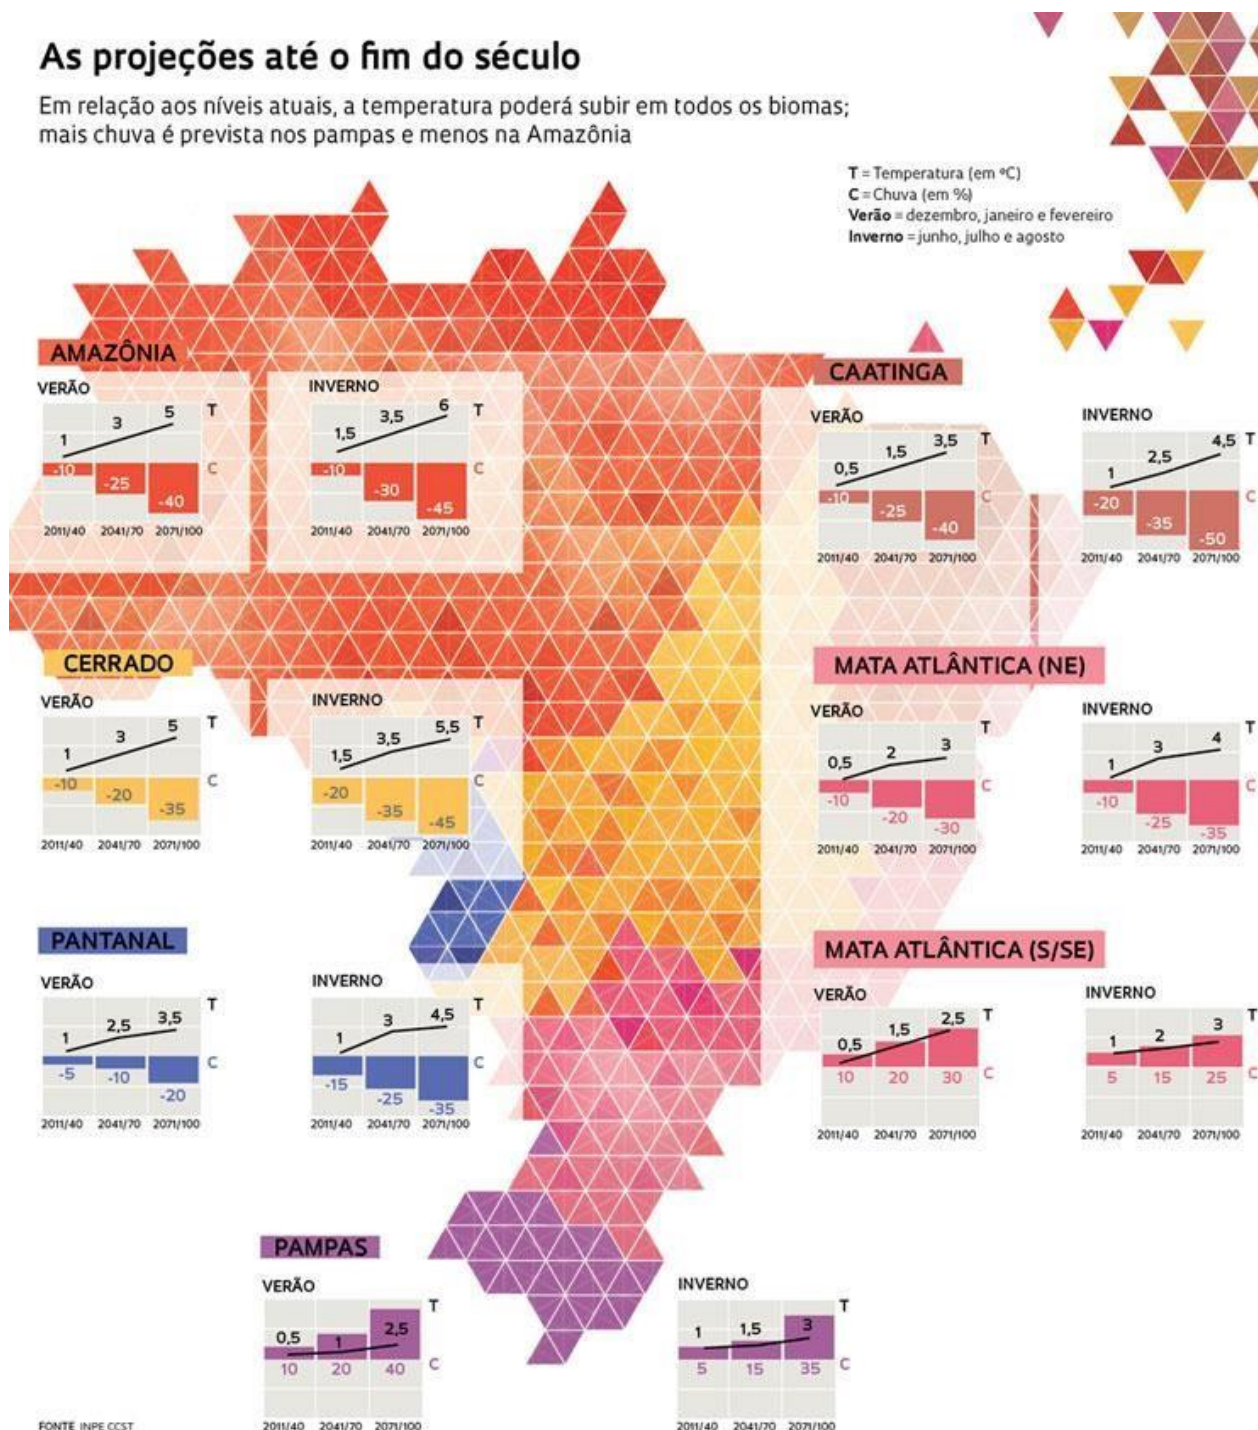 As projeções até o fim do século
Em relação aos níveis atuais, a temperatura poderá subir em todos os biomas;
mais chuva é prevista nos pampas e menos na Amazônia
T = Temperatura (em ºC)
C = Chuva (em %)
Verão = dezembro, janeiro e fevereiro
Inverno = junho, julho e agosto
AMAZÔNIA
VERÃO
1 3 5 T
-10 -25 -40 C
2011/40 2041/70 2071/100
INVERNO
1,5 3,5 6 T
-10 -30 -45 C
2011/40 2041/70 2071/100
CAATINGA
VERÃO
0,5 1,5 3,5 T
-10 -25 -40 C
2011/40 2041/70 2071/100
INVERNO
1 2,5 4,5 T
-20 -35 -50 C
2011/40 2041/70 2071/100
CERRADO
VERÃO
1 3 5 T
-10 -20 -35 C
2011/40 2041/70 2071/100
INVERNO
1,5 3,5 5,5 T
-20 -35 -45 C
2011/40 2041/70 2071/100
MATA ATLÂNTICA (NE)
VERÃO
0,5 2 3 T
-10 -20 -30 C
2011/40 2041/70 2071/100
INVERNO
1 3 4 T
-10 -25 -35 C
2011/40 2041/70 2071/100
PANTANAL
VERÃO
1 2,5 3,5 T
-5 -10 -20 C
2011/40 2041/70 2071/100
INVERNO
1 3 4,5 T
-15 -25 -35 C
2011/40 2041/70 2071/100
MATA ATLÂNTICA (S/SE)
VERÃO
0,5 1,5 2,5 T
10 20 30 C
2011/40 2041/70 2071/100
INVERNO
1 2 3 T
5 15 25 C
2011/40 2041/70 2071/100
PAMPAS
VERÃO
0,5 1 2,5 T
10 20 40 C
2011/40 2041/70 2071/100
INVERNO
1 1,5 3 T
5 15 35 C
2011/40 2041/70 2071/100
FONTE INPE CCST